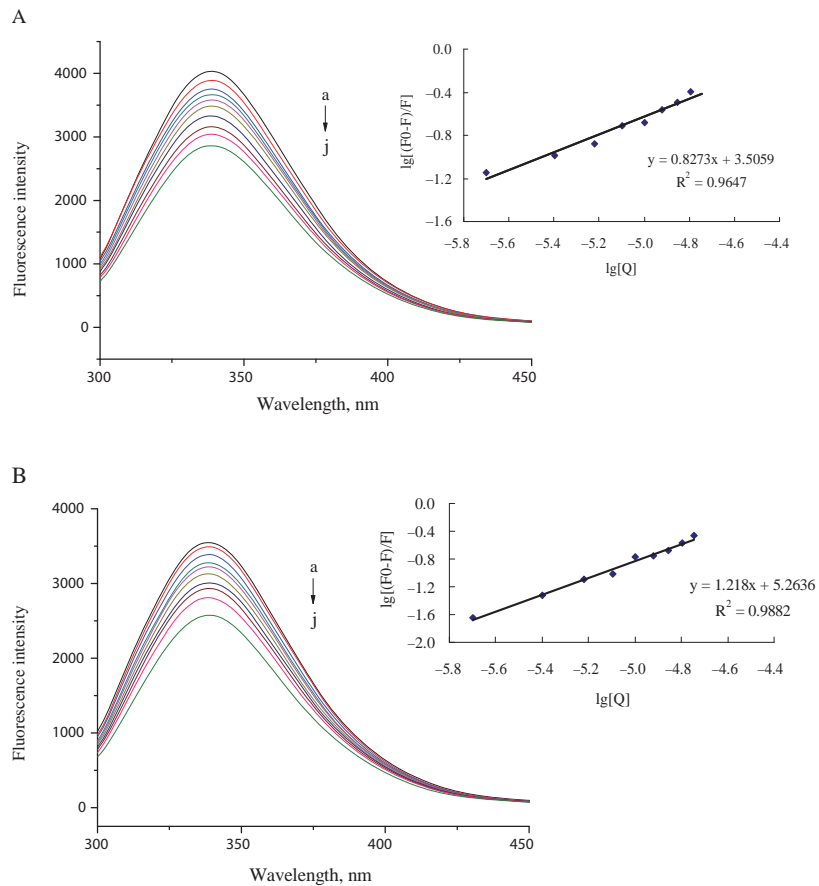 A
Fluorescence intensity
4000
3000
2000
1000
0
300
350
400
450
Wavelength, nm
a
j
lg[(F0-F)/F]
0.0
−0.4
−0.8
−1.2
−1.6
−5.8 −5.6 −5.4 −5.2 −5.0 −4.8 −4.6 −4.4
lg[Q]
y = 0.8273x + 3.5059
R² = 0.9647
B
Fluorescence intensity
4000
3000
2000
1000
0
300
350
400
450
Wavelength, nm
a
j
lg[(F0-F)/F]
0.0
−0.4
−0.8
−1.2
−1.6
−2.0
−5.8 −5.6 −5.4 −5.2 −5.0 −4.8 −4.6 −4.4
lg[Q]
y = 1.218x + 5.2636
R² = 0.9882